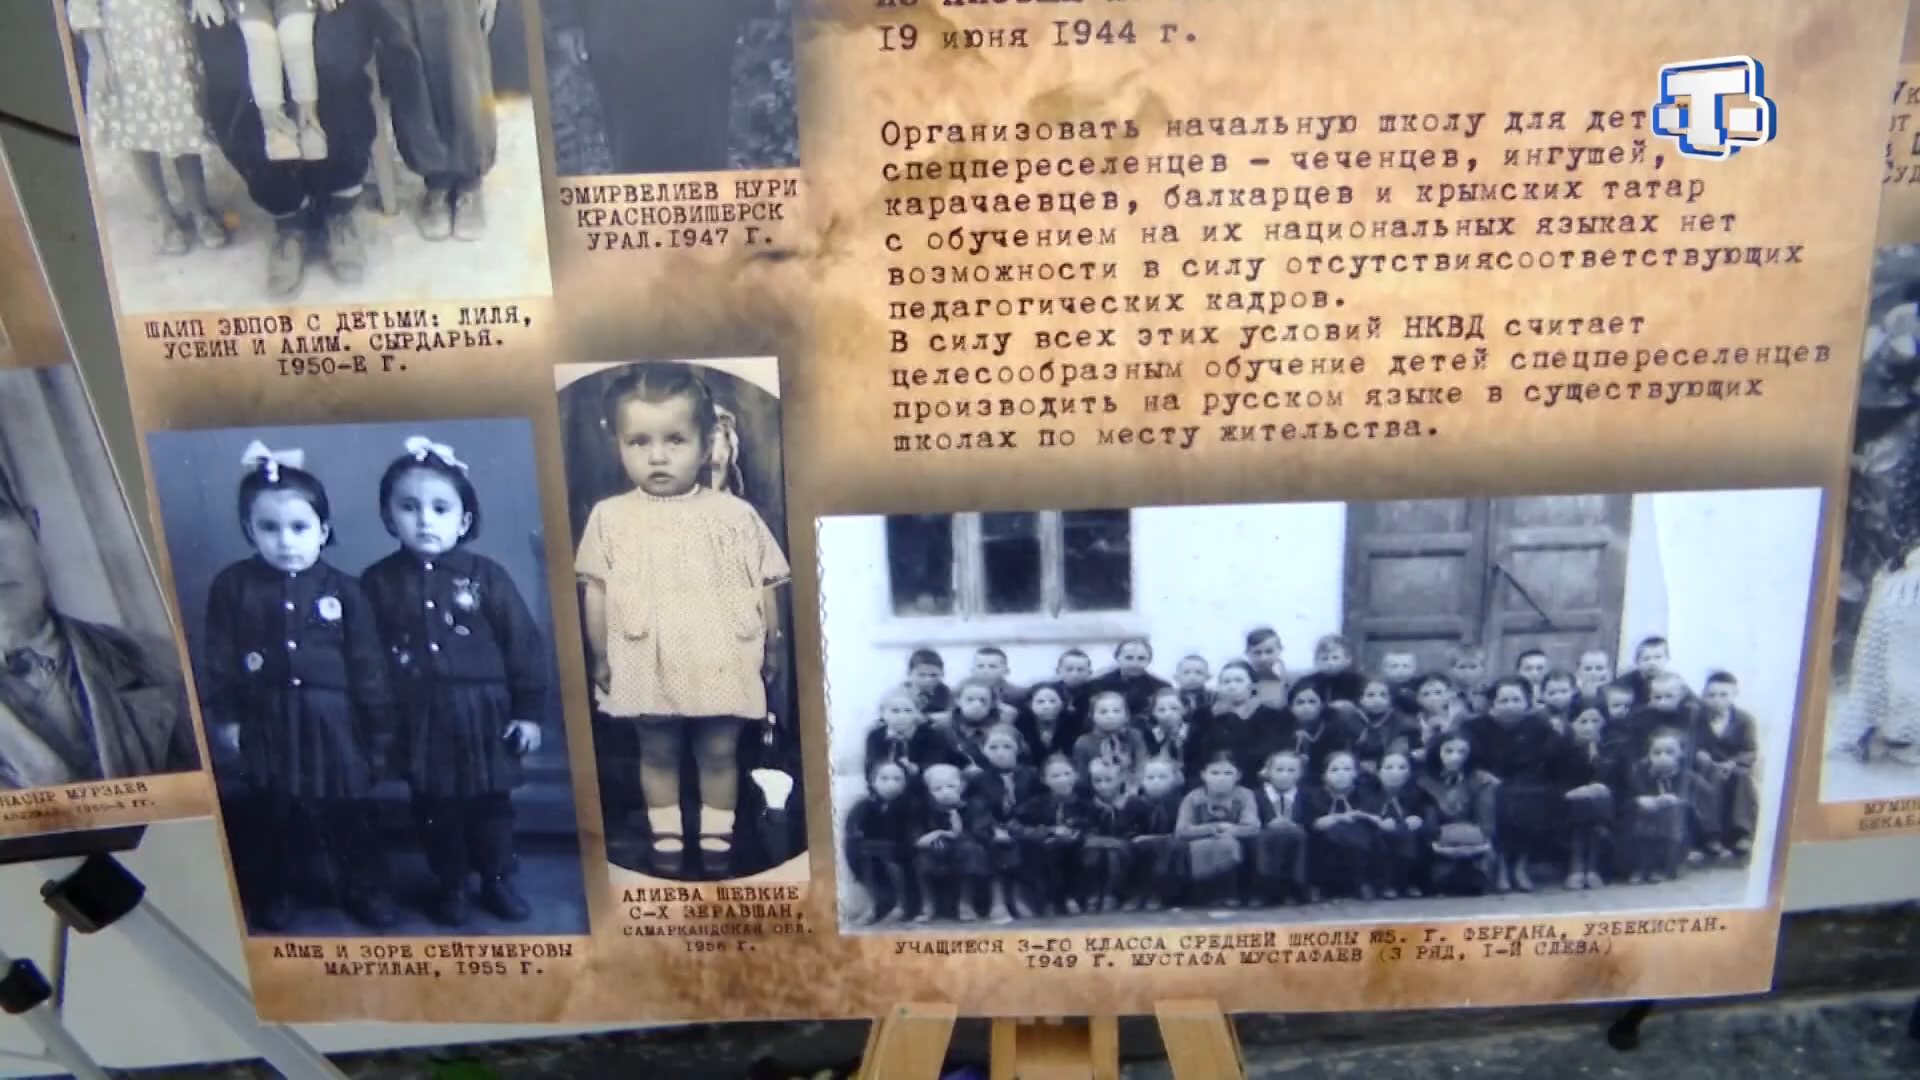 19 июня 1944 г.
Организовать начальную школу для дет
спецпереселенцев – чеченцев, ингушей,
карачаевцев, балкарцев и крымских татар
с обучением на их национальных языках нет
возможности в силу отсутствиясоответствующих
педагогических кадров.
В силу всех этих условий НКВД считает
целесообразным обучение детей спецпереселенцев
производить на русском языке в существующих
школах по месту жительства.
ЭМИРВЕЛИЕВ НУРИ
КРАСНОВИШЕРСК
УРАЛ.1947 Г.
ШАИП ЭЮПОВ С ДЕТЬМИ: ЛИЛЯ,
УСЕИН И АЛИМ. СЫРДАРЬЯ.
1950-Е Г.
НАСЫР МУРЗАЕВ
АЙШЕ И ЗОРЕ СЕЙТУМЕРОВЫ
МАРГИЛАН, 1955 Г.
АЛИЕВА ШЕВКИЕ
С-Х ЗЕРАВШАН,
САМАРКАНДСКАЯ ОБЛ.
1956 Г.
УЧАЩИЕСЯ 3-ГО КЛАССА СРЕДНЕЙ ШКОЛЫ №5. Г. ФЕРГАНА, УЗБЕКИСТАН.
1949 Г. МУСТАФА МУСТАФАЕВ (3 РЯД, 1-Й СЛЕВА)
Т